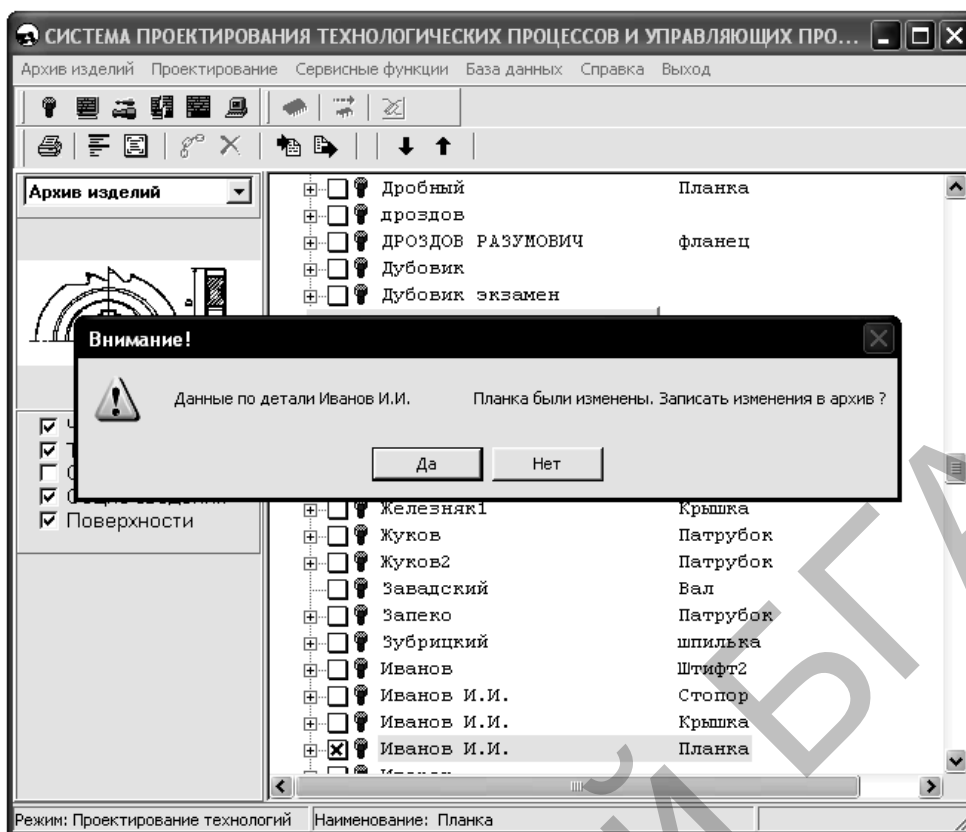 СИСТЕМА ПРОЕКТИРОВАНИЯ ТЕХНОЛОГИЧЕСКИХ ПРОЦЕССОВ И УПРАВЛЯЮЩИХ ПРО...
Архив изделий Проектирование Сервисные функции База данных Справка Выход
Архив изделий
Дробный Планка
дроздов
ДРОЗДОВ РАЗУМОВИЧ фланец
Дубовик
Дубовик экзамен
Внимание!
Данные по детали Иванов И.И. Планка были изменены. Записать изменения в архив ?
Да Нет
Поверхности
Железняк1 Крышка
Жуков Патрубок
Жуков2 Патрубок
Завадский Вал
Запеко Патрубок
Зубрицкий шпилька
Иванов Штифт2
Иванов И.И. Стопор
Иванов И.И. Крышка
Иванов И.И. Планка
Режим: Проектирование технологий Наименование: Планка